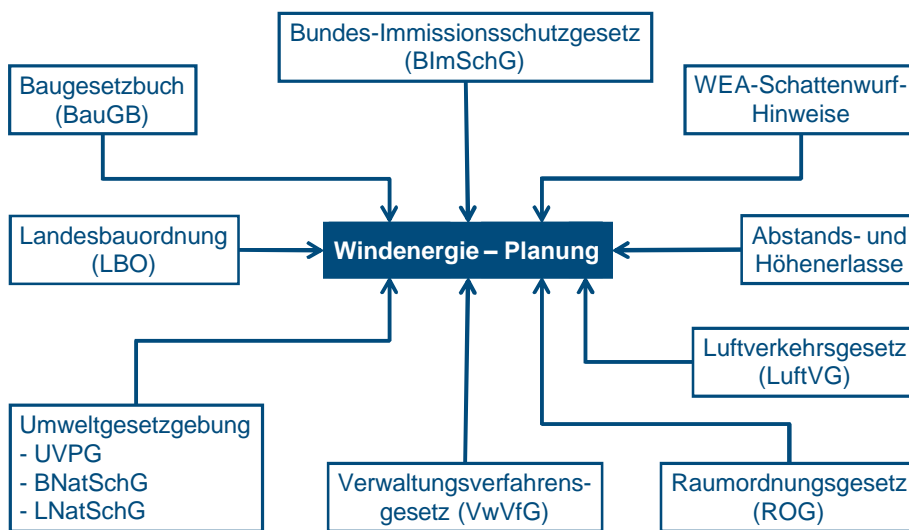 Bundes-Immissionsschutzgesetz
(BImSchG)
Baugesetzbuch
(BauGB)
WEA-Schattenwurf-
Hinweise
Landesbauordnung
(LBO)
Windenergie – Planung
Abstands- und
Höhenerlasse
Luftverkehrsgesetz
(LuftVG)
Umweltgesetzgebung
- UVPG
- BNatSchG
- LNatSchG
Verwaltungsverfahrens-
gesetz (VwVfG)
Raumordnungsgesetz
(ROG)